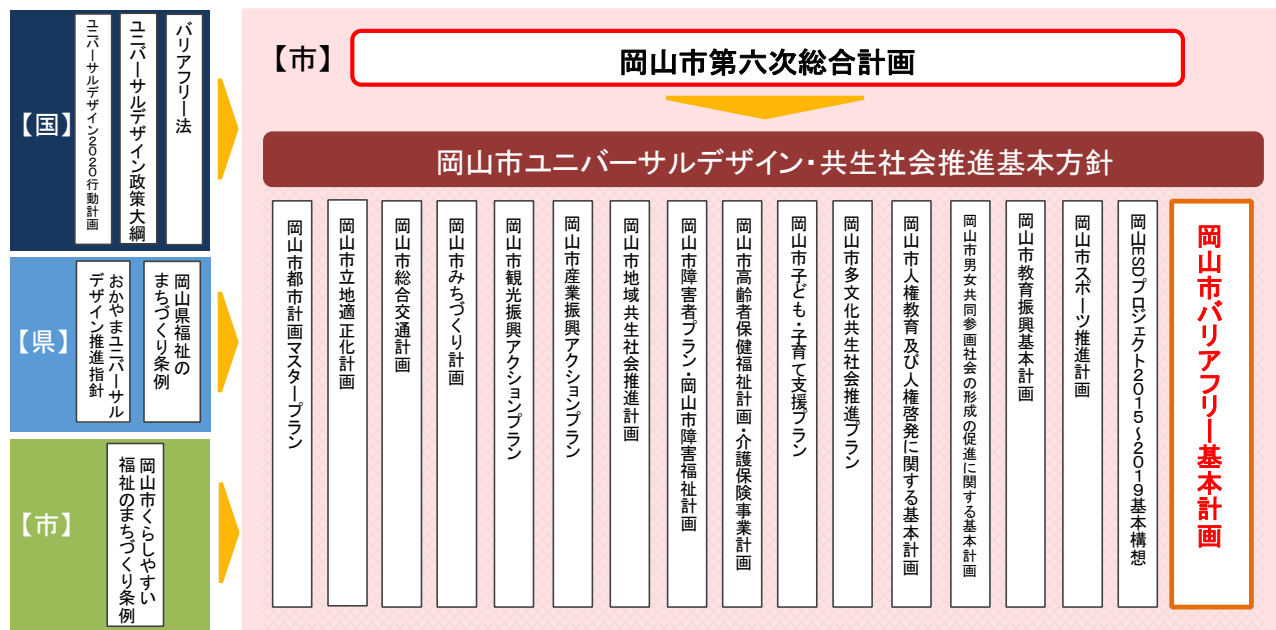 【国】
バリアフリー法
ユニバーサルデザイン政策大綱
ユニバーサルデザイン2020行動計画
【県】
岡山県福祉の
まちづくり条例
おかやまユニバーサル
デザイン推進指針
【市】
岡山市くらしやすい
福祉のまちづくり条例
【市】
岡山市第六次総合計画
岡山市ユニバーサルデザイン・共生社会推進基本方針
岡山市都市計画マスタープラン
岡山市立地適正化計画
岡山市総合交通計画
岡山市みちづくり計画
岡山市観光振興アクションプラン
岡山市産業振興アクションプラン
岡山市地域共生社会推進計画
岡山市障害者プラン・岡山市障害福祉計画
岡山市高齢者保健福祉計画・介護保険事業計画
岡山市子ども・子育て支援プラン
岡山市多文化共生社会推進プラン
岡山市人権教育及び人権啓発に関する基本計画
岡山市男女共同参画社会の形成の促進に関する基本計画
岡山市教育振興基本計画
岡山市スポーツ推進計画
岡山ESDプロジェクト2015～2019基本構想
岡山市バリアフリー基本計画